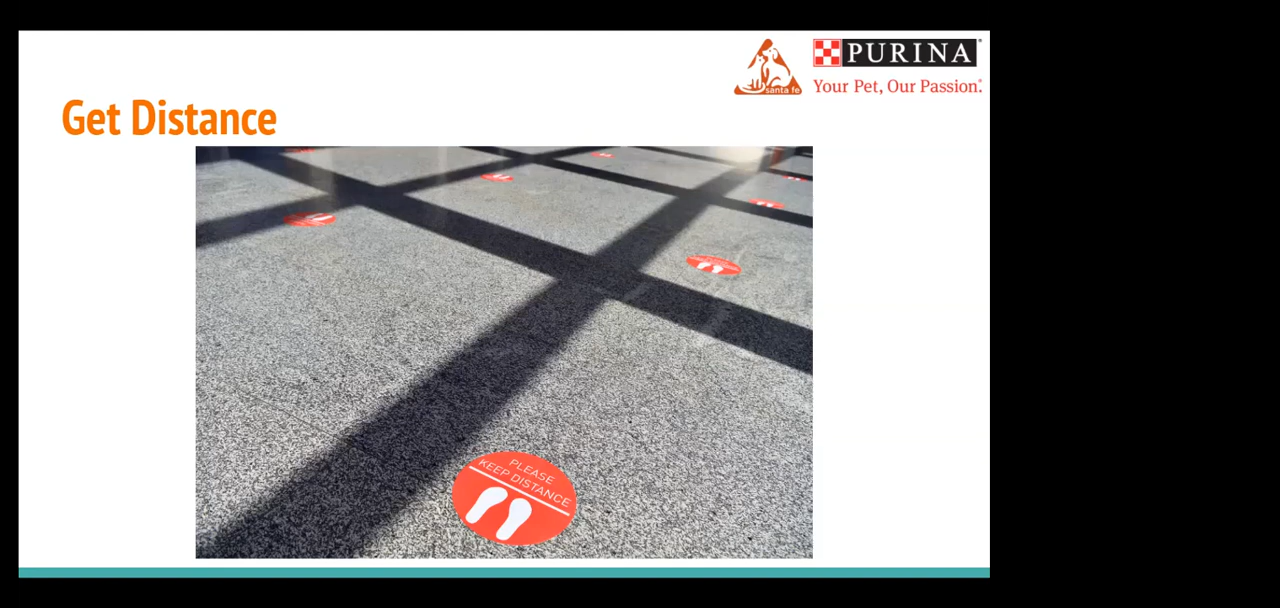 santa fe
PURINA®
Your Pet, Our Passion.®
Get Distance
PLEASE
KEEP DISTANCE